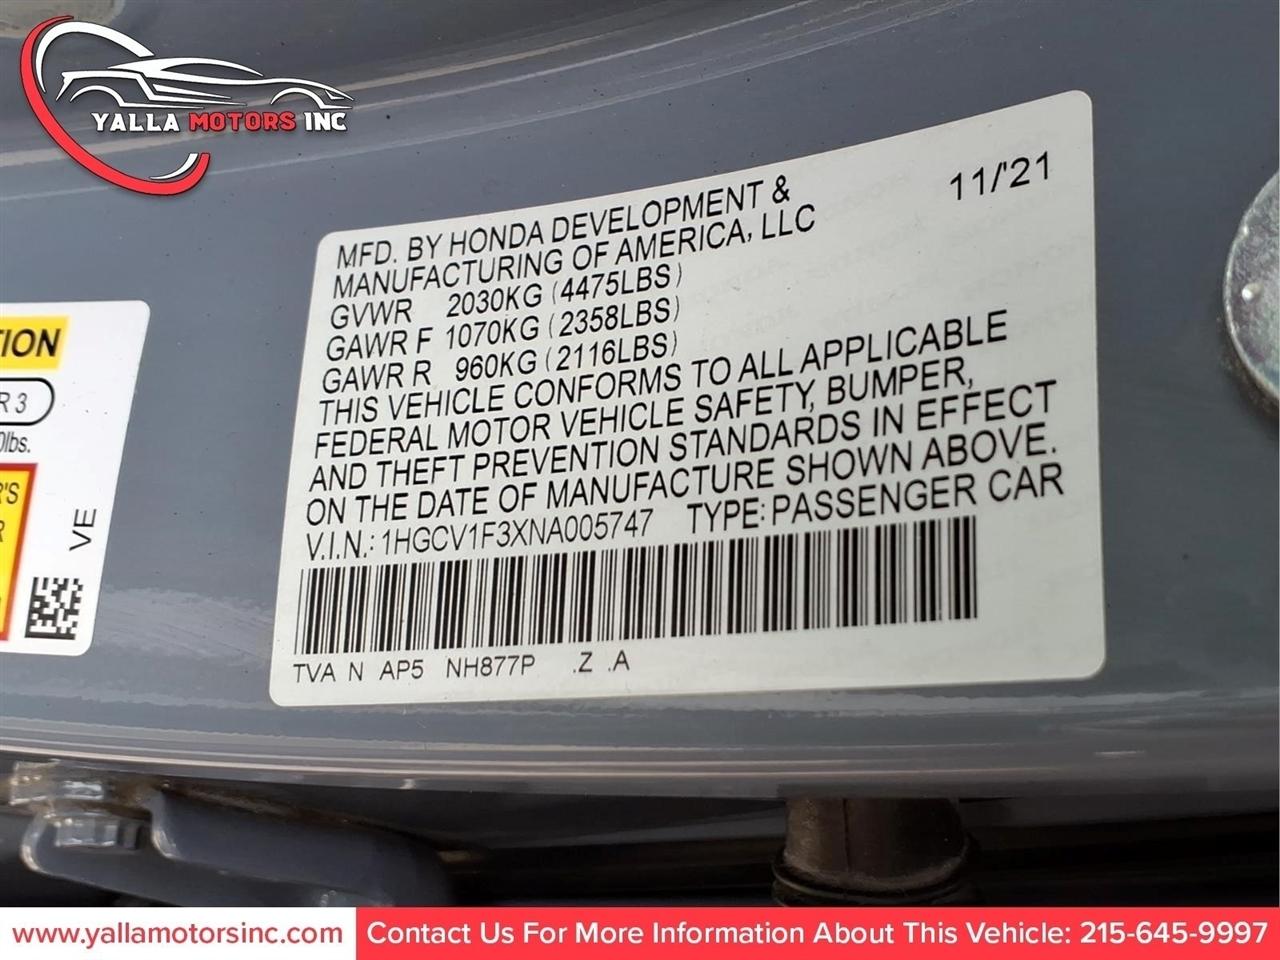 YALLA MOTORS INC
MFD. BY HONDA DEVELOPMENT &
MANUFACTURING OF AMERICA, LLC
11/'21
GVWR 2030KG (4475LBS)
GAWR F 1070KG (2358LBS)
GAWR R 960KG (2116LBS)
THIS VEHICLE CONFORMS TO ALL APPLICABLE
FEDERAL MOTOR VEHICLE SAFETY, BUMPER,
AND THEFT PREVENTION STANDARDS IN EFFECT
ON THE DATE OF MANUFACTURE SHOWN ABOVE.
V.I.N.: 1HGCV1F3XNA005747 TYPE: PASSENGER CAR
TVA N AP5 NH877P .Z .A
R 3
lbs.
VE
www.yallamotorsinc.com
Contact Us For More Information About This Vehicle: 215-645-9997